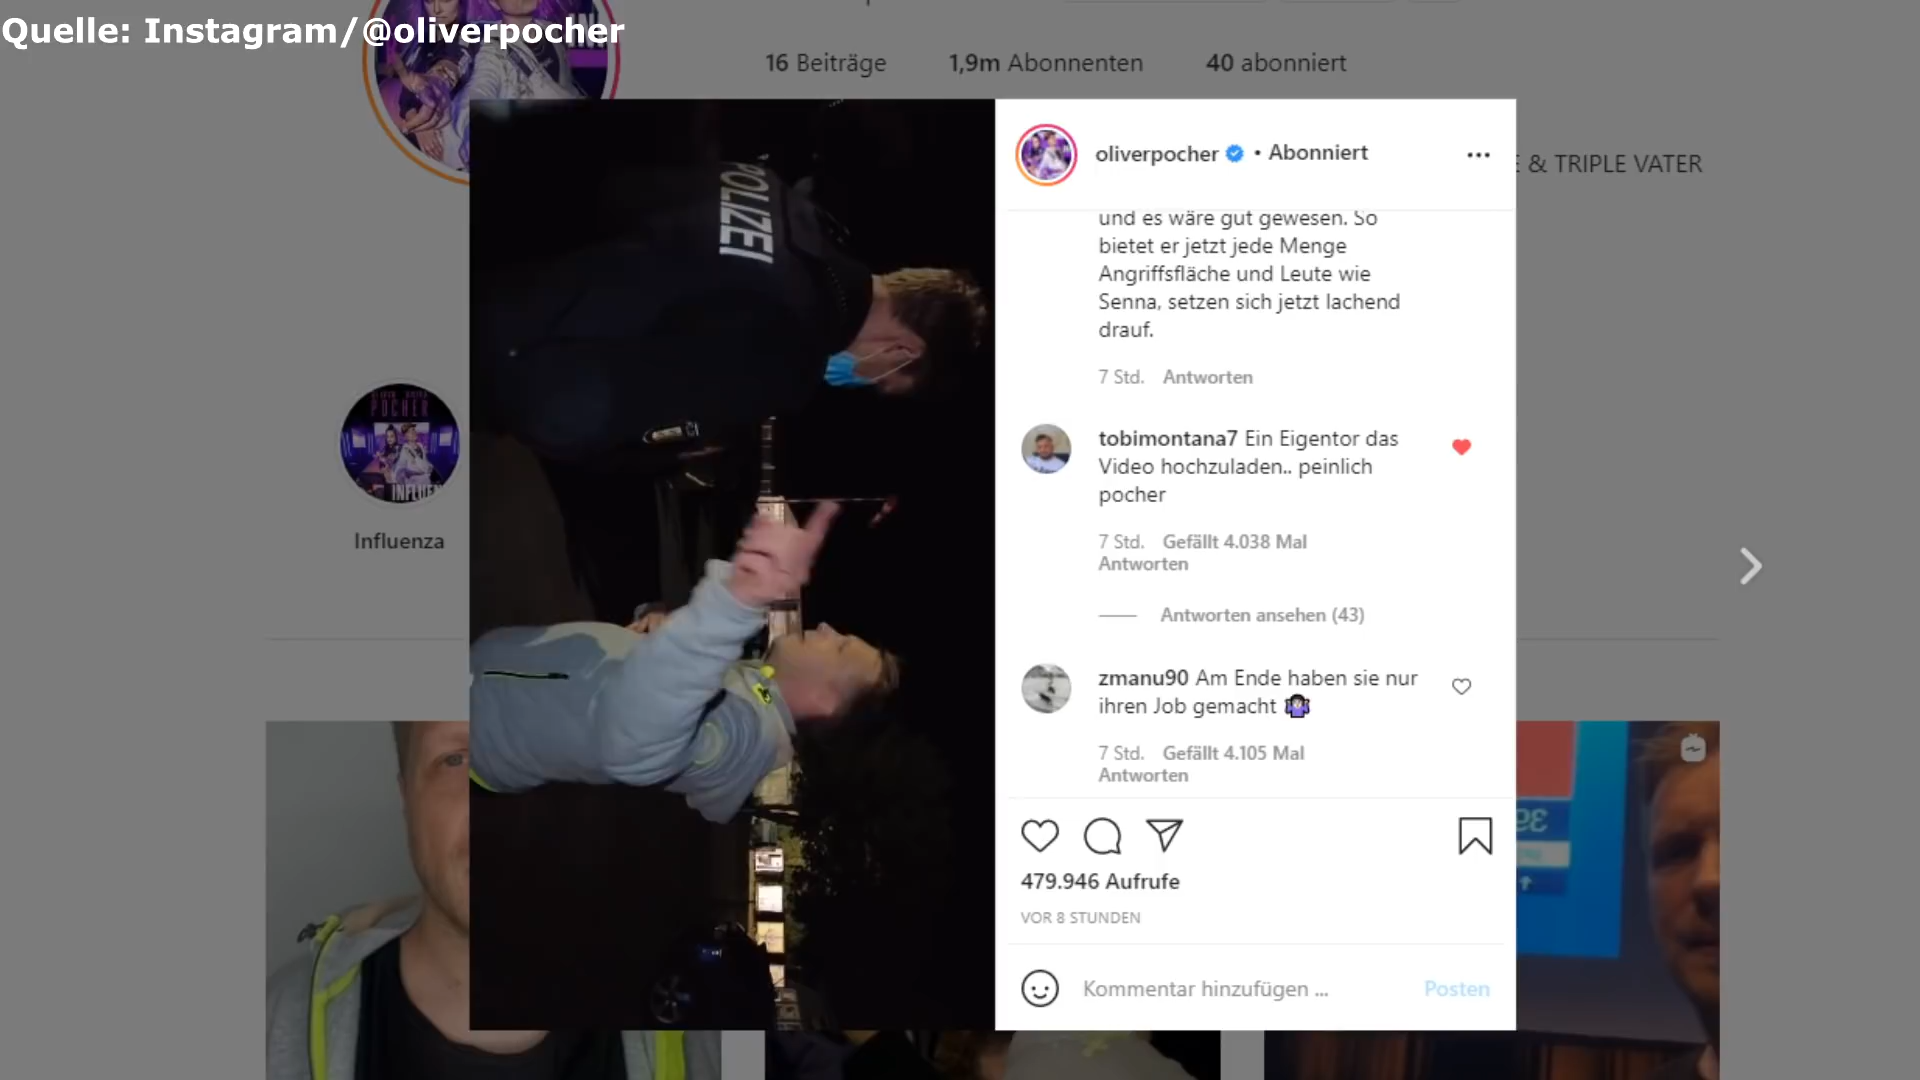 Quelle: Instagram/@oliverpocher
16 Beiträge 1,9m Abonnenten 40 abonniert
E & TRIPLE VATER
POCHER
INFLUEN
Influenza
POLIZEI
oliverpocher • Abonniert
und es wäre gut gewesen. So
bietet er jetzt jede Menge
Angriffsfläche und Leute wie
Senna, setzen sich jetzt lachend
drauf.
7 Std. Antworten
tobimontana7 Ein Eigentor das
Video hochzuladen.. peinlich
pocher
7 Std. Gefällt 4.038 Mal
Antworten
Antworten ansehen (43)
zmanu90 Am Ende haben sie nur
ihren Job gemacht 🤷🏻‍♀️
7 Std. Gefällt 4.105 Mal
Antworten
479.946 Aufrufe
VOR 8 STUNDEN
Kommentar hinzufügen ... Posten